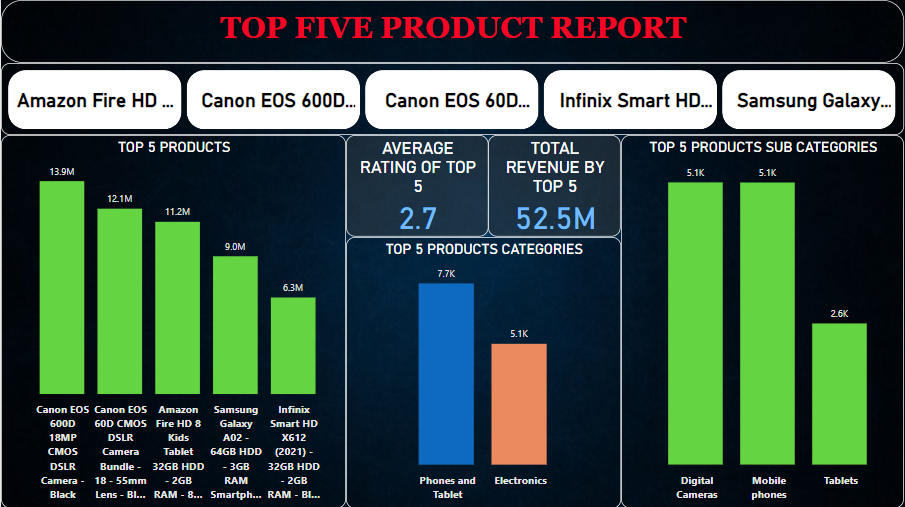 TOP FIVE PRODUCT REPORT
Amazon Fire HD ...
Canon EOS 600D...
Canon EOS 60D...
Infinix Smart HD...
Samsung Galaxy...
TOP 5 PRODUCTS
13.9M
12.1M
11.2M
9.0M
6.3M
Canon EOS
600D
18MP
CMOS
DSLR
Camera -
Black
Canon EOS
60D CMOS
DSLR
Camera
Bundle -
18 - 55mm
Lens - Bl...
Amazon
Fire HD 8
Kids
Tablet
32GB HDD
- 2GB
RAM - 8...
Samsung
Galaxy
A02 -
64GB HDD
- 3GB
RAM
Smartph...
Infinix
Smart HD
X612
(2021) -
32GB HDD
- 2GB
RAM - Bl...
AVERAGE
RATING OF TOP
5
2.7
TOTAL
REVENUE BY
TOP 5
52.5M
TOP 5 PRODUCTS CATEGORIES
7.7K
5.1K
Phones and
Tablet
Electronics
TOP 5 PRODUCTS SUB CATEGORIES
5.1K
5.1K
2.6K
Digital
Cameras
Mobile
phones
Tablets